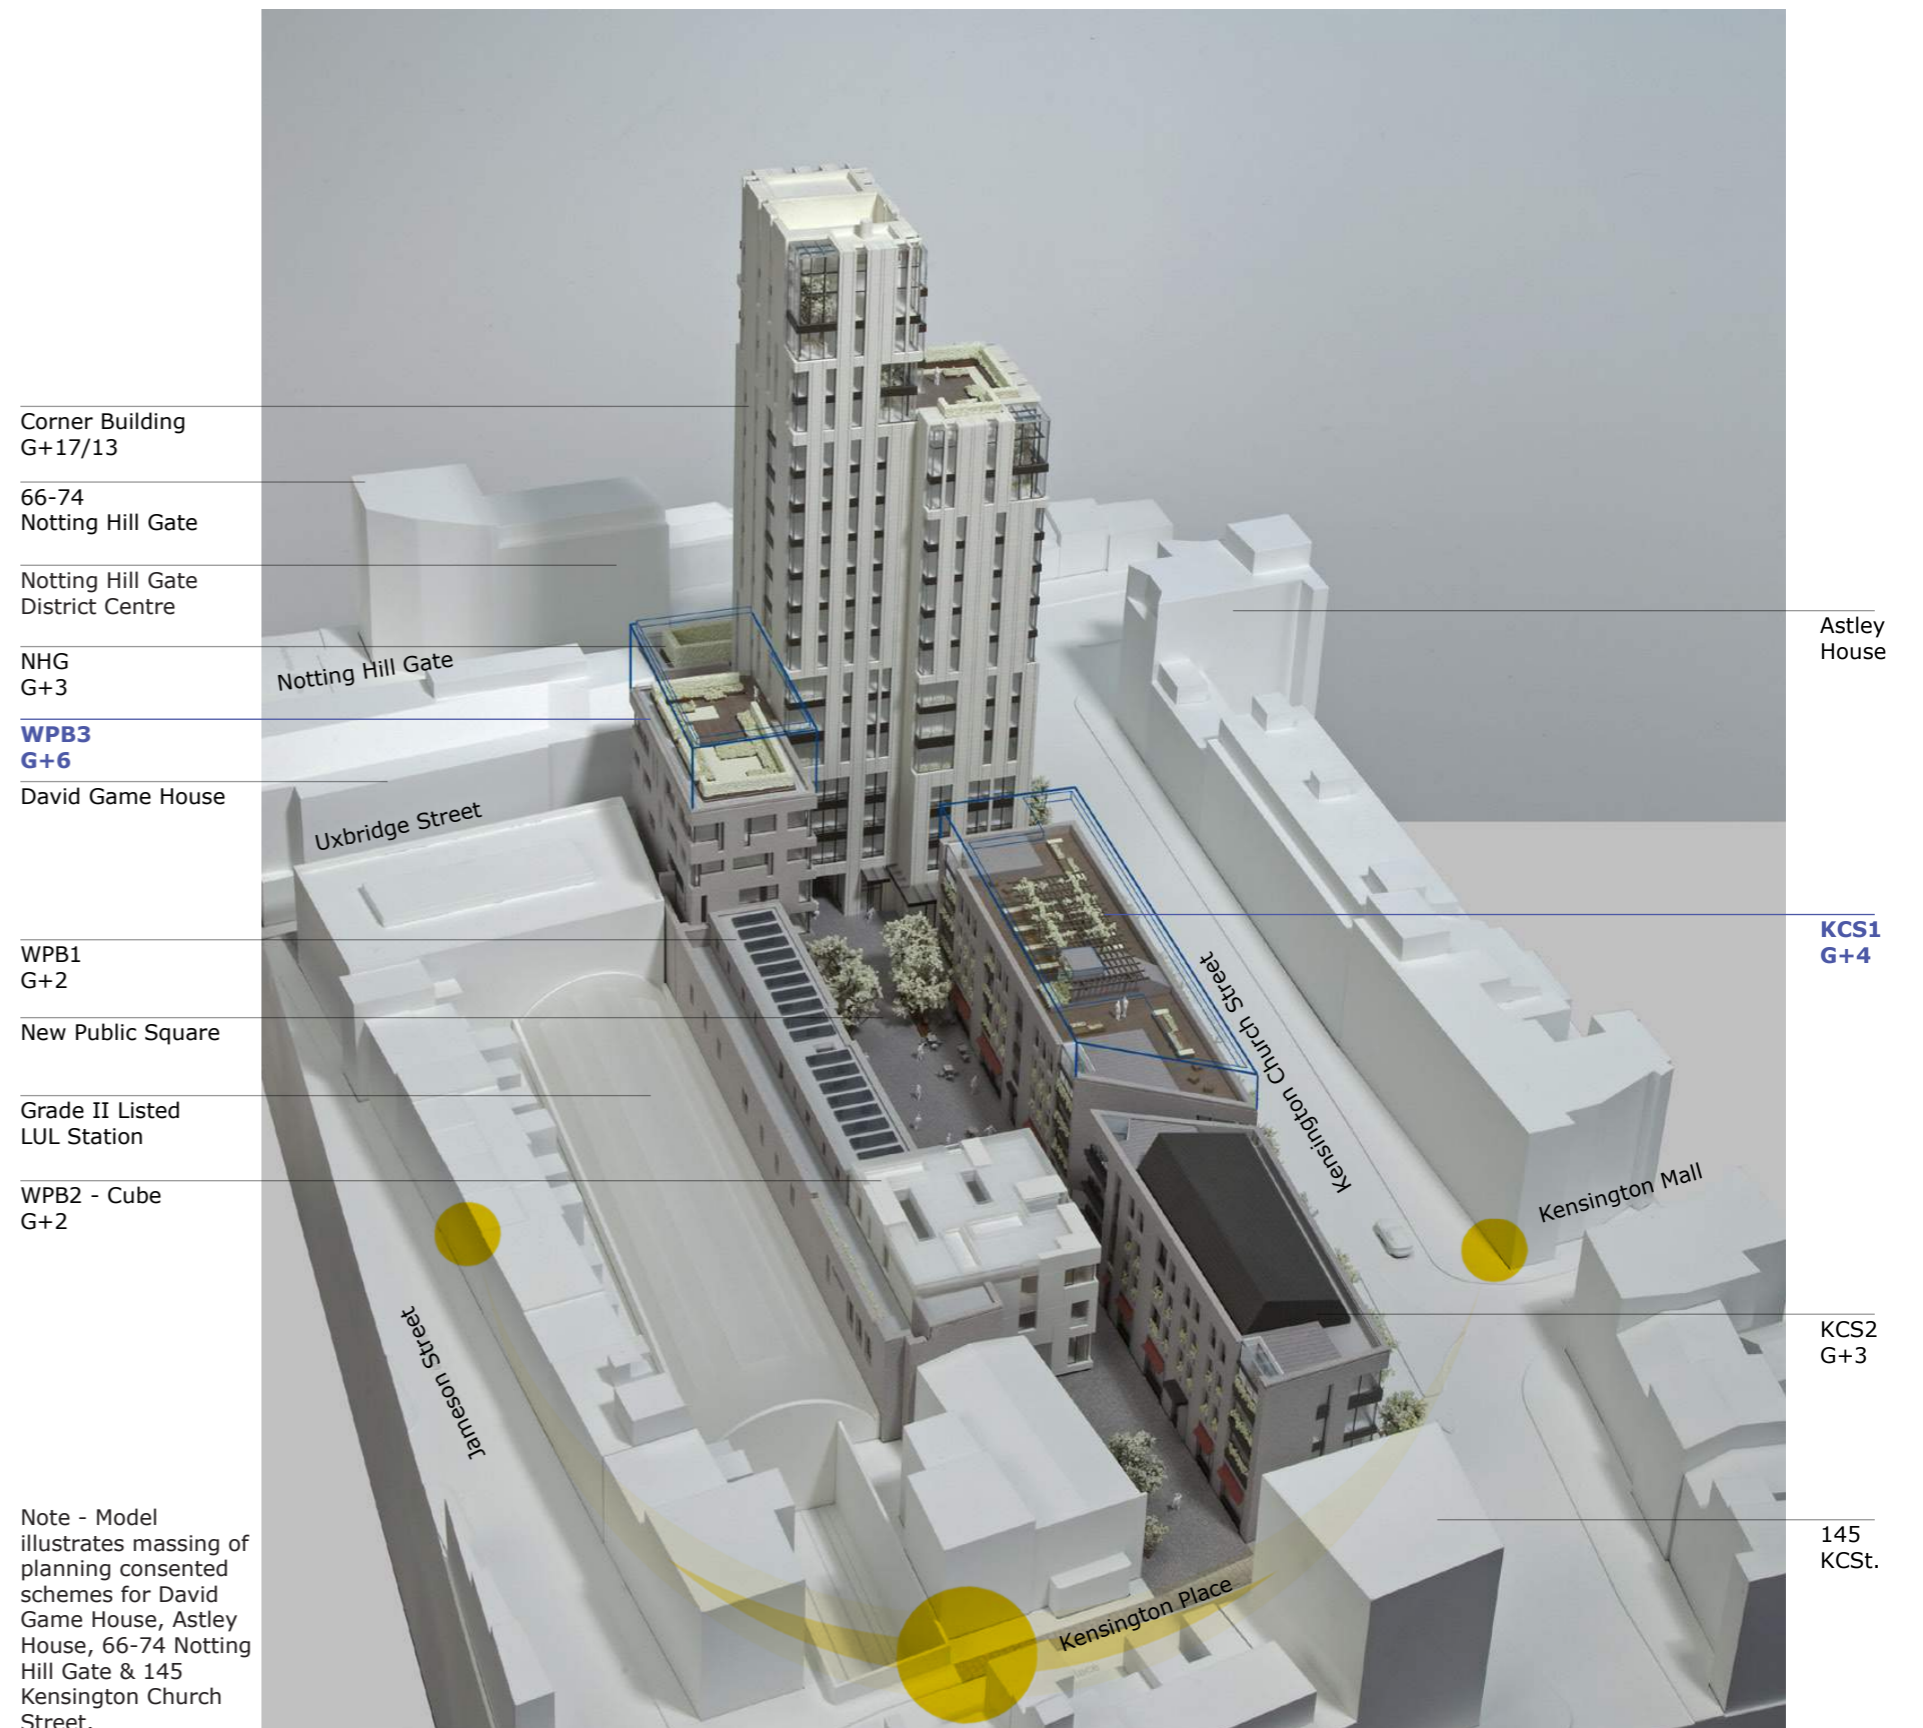 Corner Building
G+17/13
66-74
Notting Hill Gate
Notting Hill Gate
District Centre
NHG
G+3
WPB3
G+6
David Game House
WPB1
G+2
New Public Square
Grade II Listed
LUL Station
WPB2 - Cube
G+2
Note - Model
illustrates massing of
planning consented
schemes for David
Game House, Astley
House, 66-74 Notting
Hill Gate & 145
Kensington Church
Street.
Notting Hill Gate
Uxbridge Street
Jameson Street
Kensington Church Street
Kensington Mall
Kensington Place
Astley
House
KCS1
G+4
KCS2
G+3
145
KCSt.